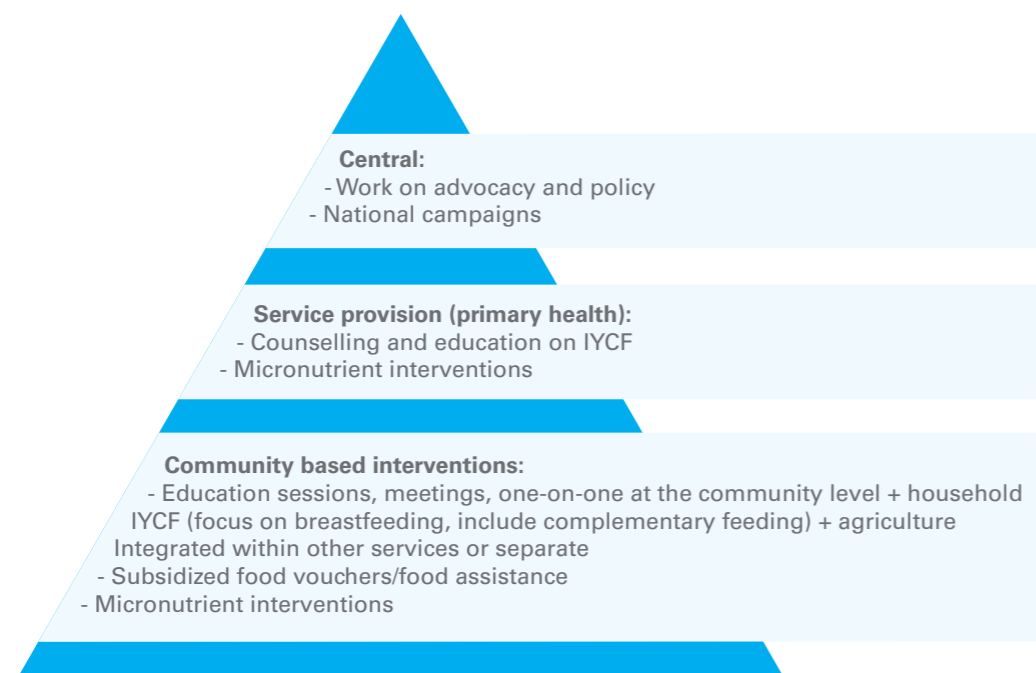 Central:
- Work on advocacy and policy
- National campaigns
Service provision (primary health):
- Counselling and education on IYCF
- Micronutrient interventions
Community based interventions:
- Education sessions, meetings, one-on-one at the community level + household
IYCF (focus on breastfeeding, include complementary feeding) + agriculture
Integrated within other services or separate
- Subsidized food vouchers/food assistance
- Micronutrient interventions